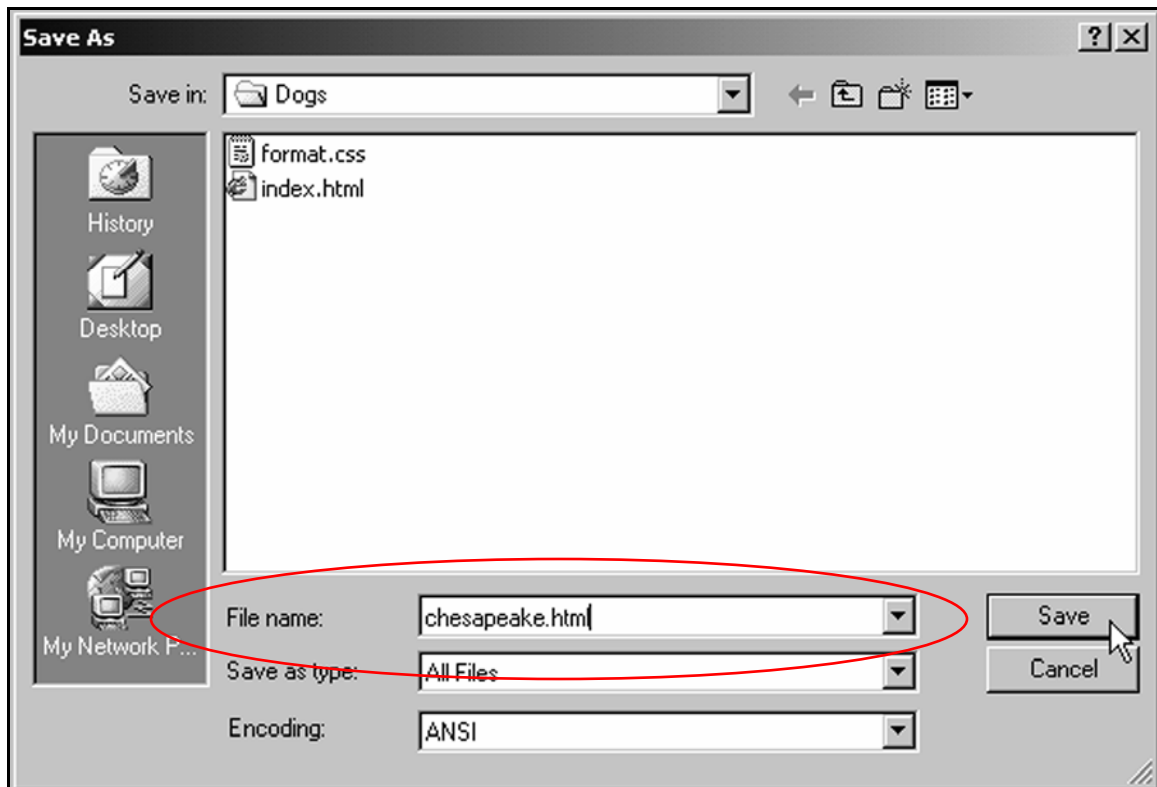 Save As
Save in: Dogs
format.css
index.html
History
Desktop
My Documents
My Computer
My Network P...
File name: chesapeake.html Save
Save as type: All Files Cancel
Encoding: ANSI